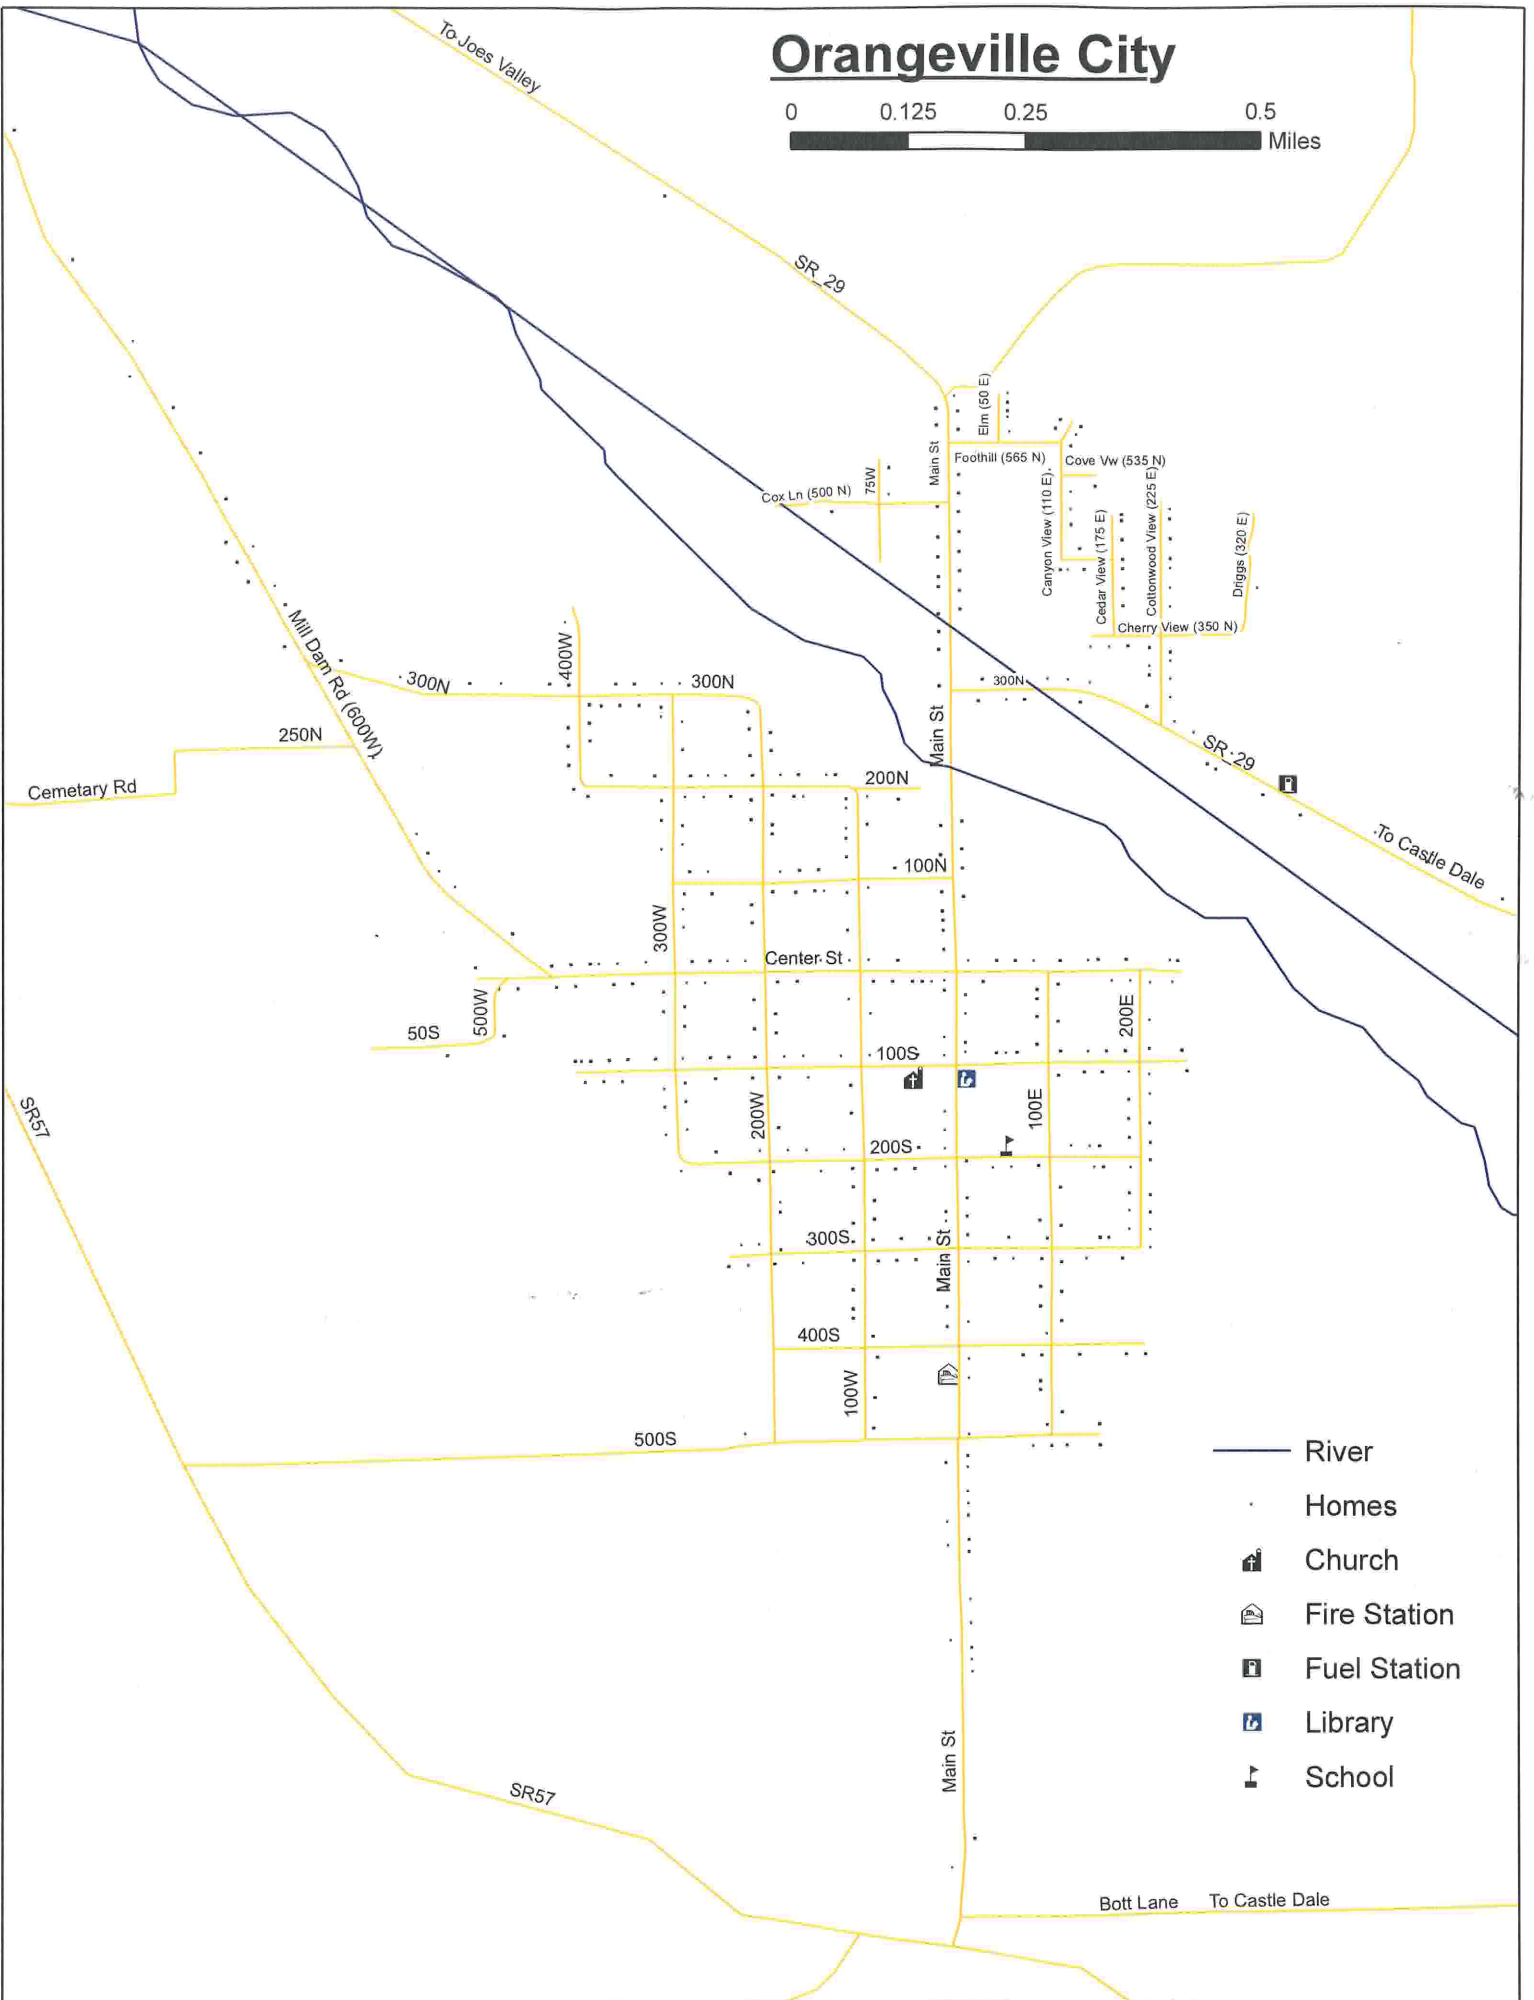 Orangeville City
0 0.125 0.25 0.5
Miles
To Joes Valley
SR_29
Elm (50 E)
Main St
Foothill (565 N)
Cove Vw (535 N)
75W
Cox Ln (500 N)
Canyon View (110 E)
Cedar View (175 E)
Cottonwood View (225 E)
Driggs (320 E)
Cherry View (350 N)
Mill Dam Rd (600W)
400W
300N
300N
300N
250N
Main St
SR_29
Cemetary Rd
200N
To Castle Dale
100N
300W
Center St
500W
50S
200E
100S
SR57
200W
100E
200S
300S
Main St
400S
100W
500S
River
Homes
Church
Fire Station
Fuel Station
Library
School
Main St
SR57
Bott Lane To Castle Dale